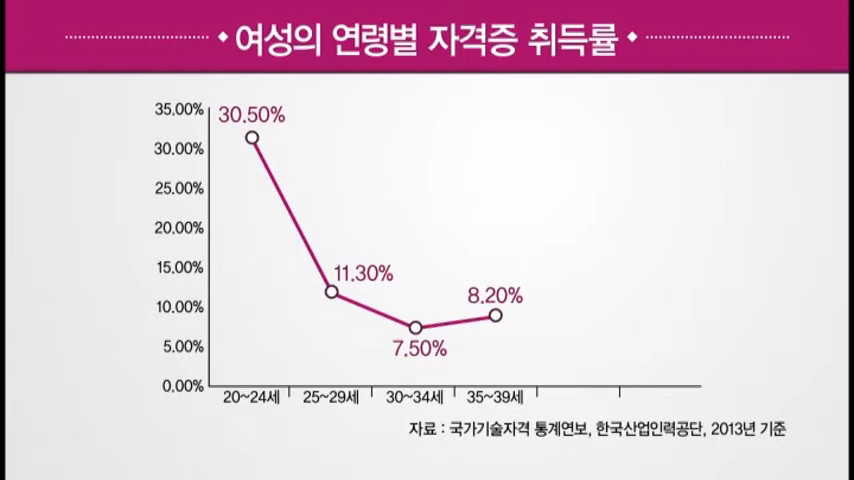 여성의 연령별 자격증 취득률
35.00%
30.00%
25.00%
20.00%
15.00%
10.00%
5.00%
0.00%
30.50%
11.30%
7.50%
8.20%
20~24세
25~29세
30~34세
35~39세
자료 : 국가기술자격 통계연보, 한국산업인력공단, 2013년 기준